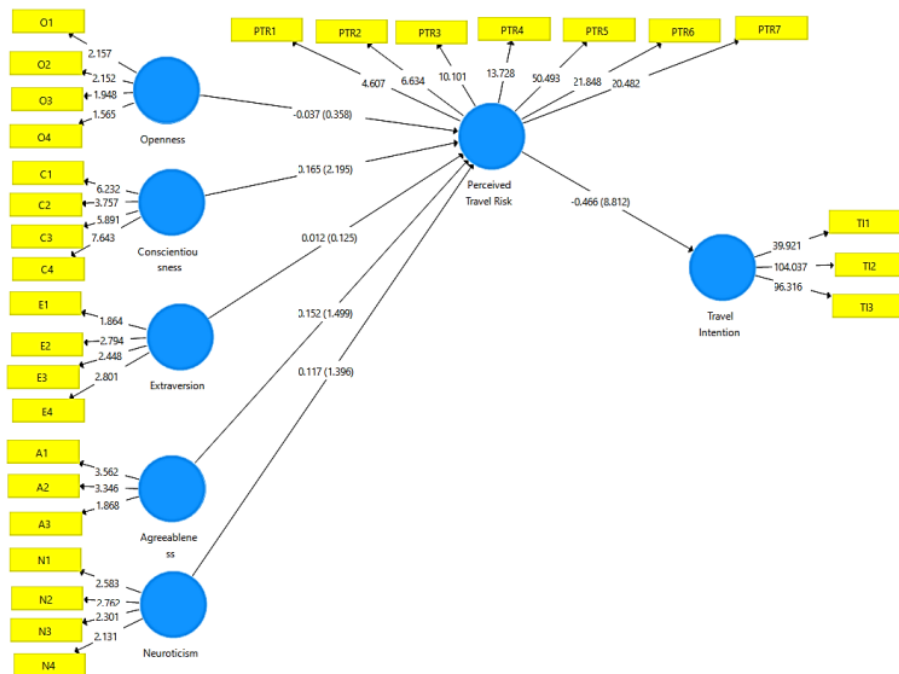 O1
O2
O3
O4
2.157
2.152
1.948
1.565
Openness
C1
C2
C3
C4
6.232
3.757
5.891
7.643
Conscientiou
sness
E1
E2
E3
E4
1.864
2.794
2.448
2.801
Extraversion
A1
A2
A3
3.562
3.346
1.868
Agreeablene
ss
N1
N2
N3
N4
2.583
2.762
2.301
2.131
Neuroticism
PTR1
PTR2
PTR3
PTR4
PTR5
PTR6
PTR7
4.607
6.634
10.101
13.728
50.493
21.848
20.482
Perceived
Travel Risk
-0.037 (0.358)
0.165 (2.195)
0.012 (0.125)
0.152 (1.499)
0.117 (1.396)
-0.466 (8.812)
Travel
Intention
39.921
104.037
96.316
TI1
TI2
TI3